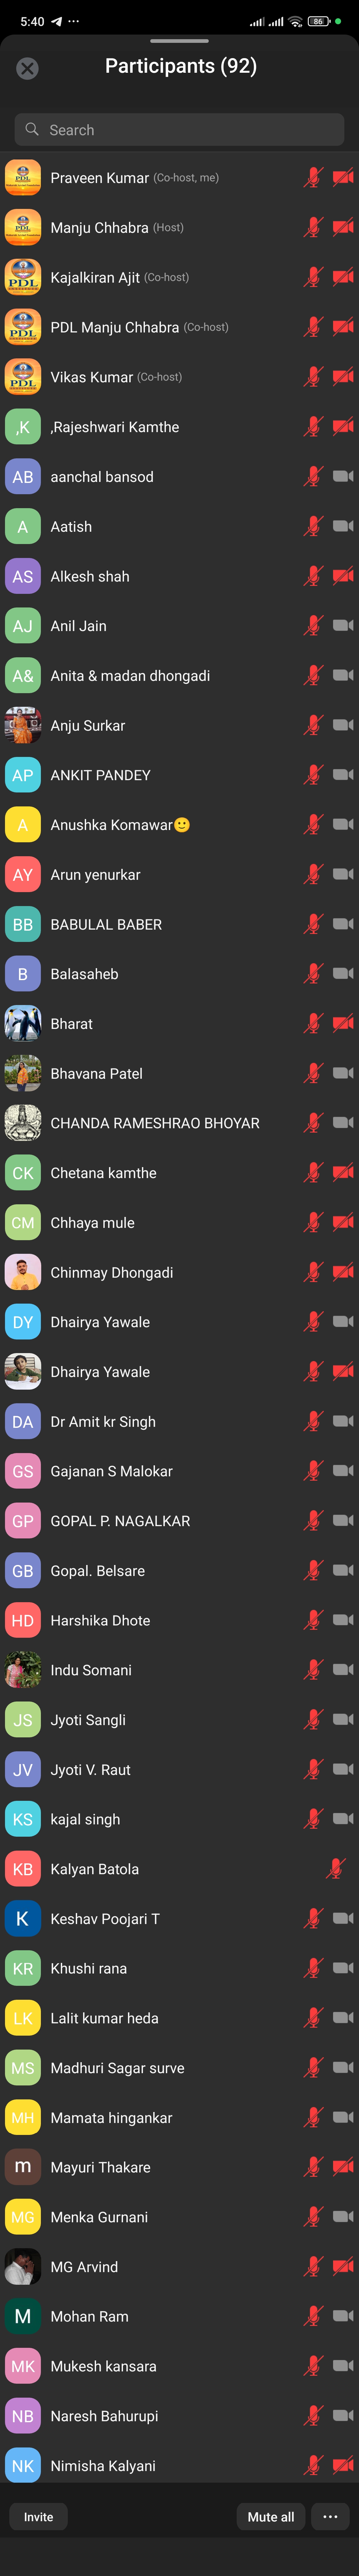 5:40
86
Participants (92)
Search
Praveen Kumar (Co-host, me)
Manju Chhabra (Host)
PDL
Kajalkiran Ajit (Co-host)
PDL
PDL Manju Chhabra (Co-host)
PDL
Vikas Kumar (Co-host)
,K ,Rajeshwari Kamthe
AB aanchal bansod
A Aatish
AS Alkesh shah
AJ Anil Jain
A& Anita & madan dhongadi
Anju Surkar
AP ANKIT PANDEY
A Anushka Komawar🙂
AY Arun yenurkar
BB BABULAL BABER
B Balasaheb
Bharat
Bhavana Patel
CHANDA RAMESHRAO BHOYAR
CK Chetana kamthe
CM Chhaya mule
Chinmay Dhongadi
DY Dhairya Yawale
Dhairya Yawale
DA Dr Amit kr Singh
GS Gajanan S Malokar
GP GOPAL P. NAGALKAR
GB Gopal. Belsare
HD Harshika Dhote
Indu Somani
JS Jyoti Sangli
JV Jyoti V. Raut
KS kajal singh
KB Kalyan Batola
K Keshav Poojari T
KR Khushi rana
LK Lalit kumar heda
MS Madhuri Sagar surve
MH Mamata hingankar
m Mayuri Thakare
MG Menka Gurnani
MG Arvind
M Mohan Ram
MK Mukesh kansara
NB Naresh Bahurupi
NK Nimisha Kalyani
Invite
Mute all